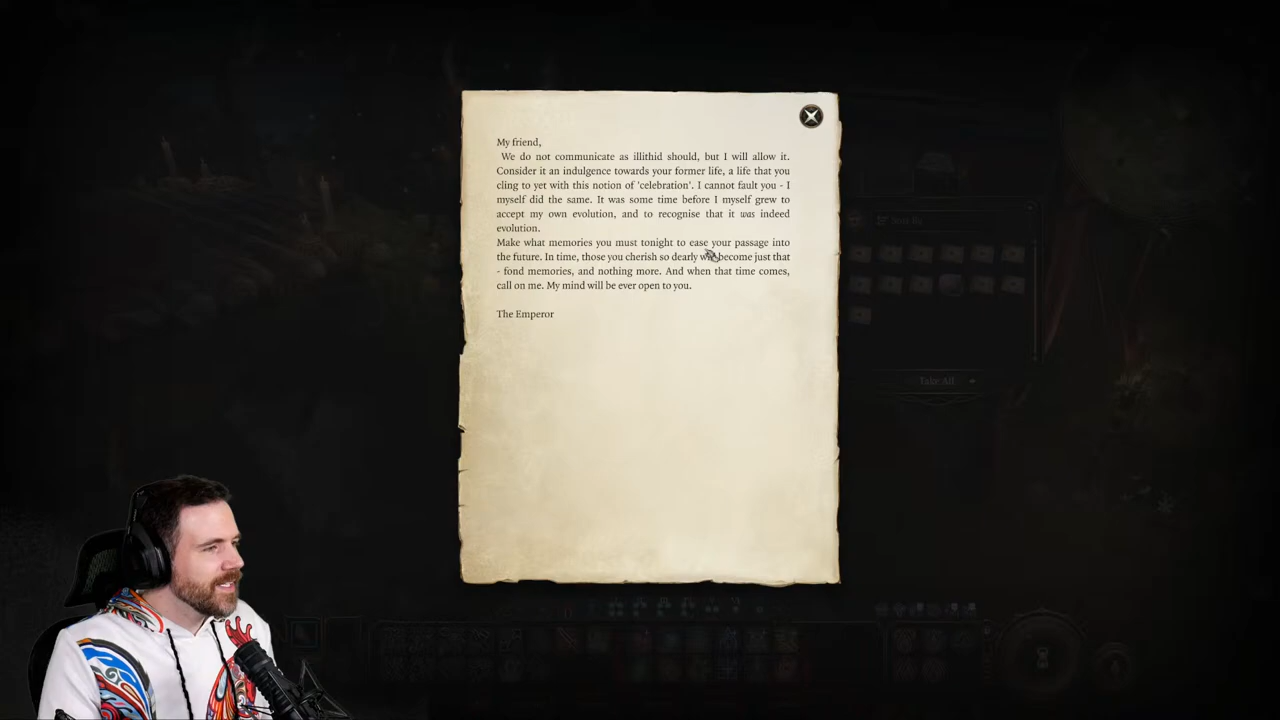 My friend,
We do not communicate as illithid should, but I will allow it.
Consider it an indulgence towards your former life, a life that you
cling to yet with this notion of 'celebration'. I cannot fault you - I
myself did the same. It was some time before I myself grew to
accept my own evolution, and to recognise that it was indeed
evolution.
Make what memories you must tonight to ease your passage into
the future. In time, those you cherish so dearly will become just that
- fond memories, and nothing more. And when that time comes,
call on me. My mind will be ever open to you.
The Emperor
Sort By
Take All